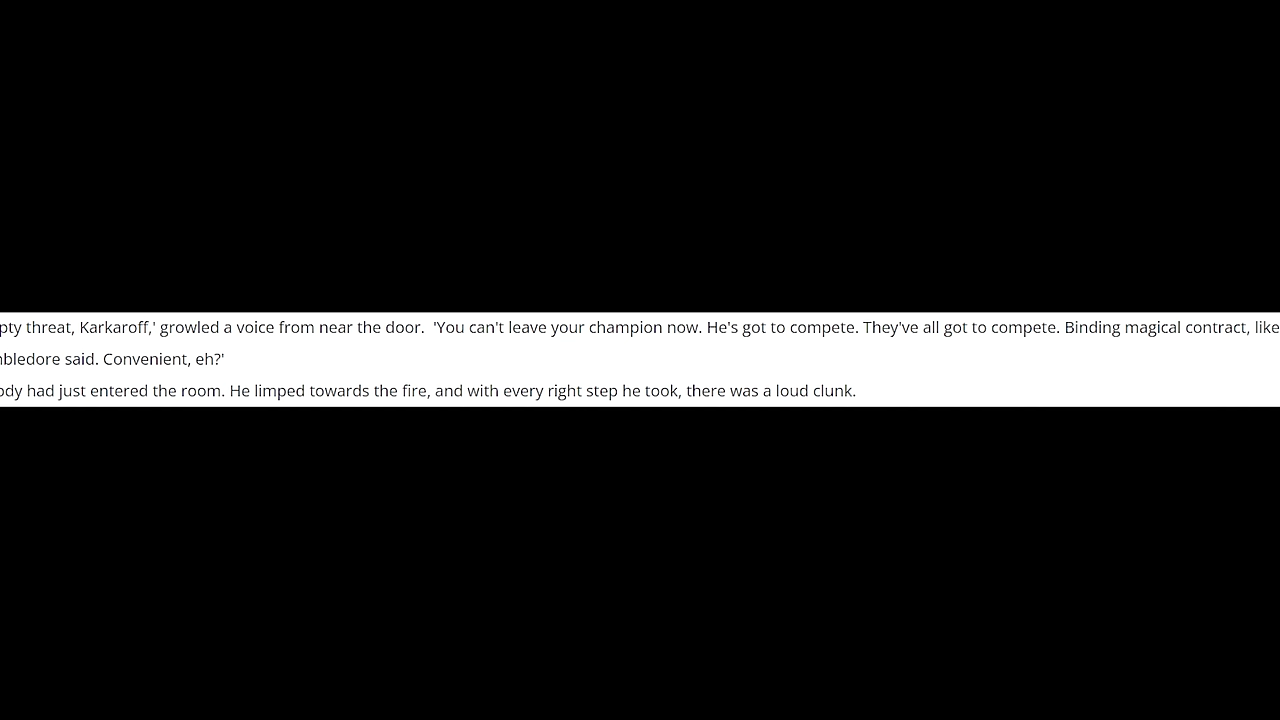 pty threat, Karkaroff,' growled a voice from near the door.  'You can't leave your champion now. He's got to compete. They've all got to compete. Binding magical contract, like
mbledore said. Convenient, eh?'
ody had just entered the room. He limped towards the fire, and with every right step he took, there was a loud clunk.